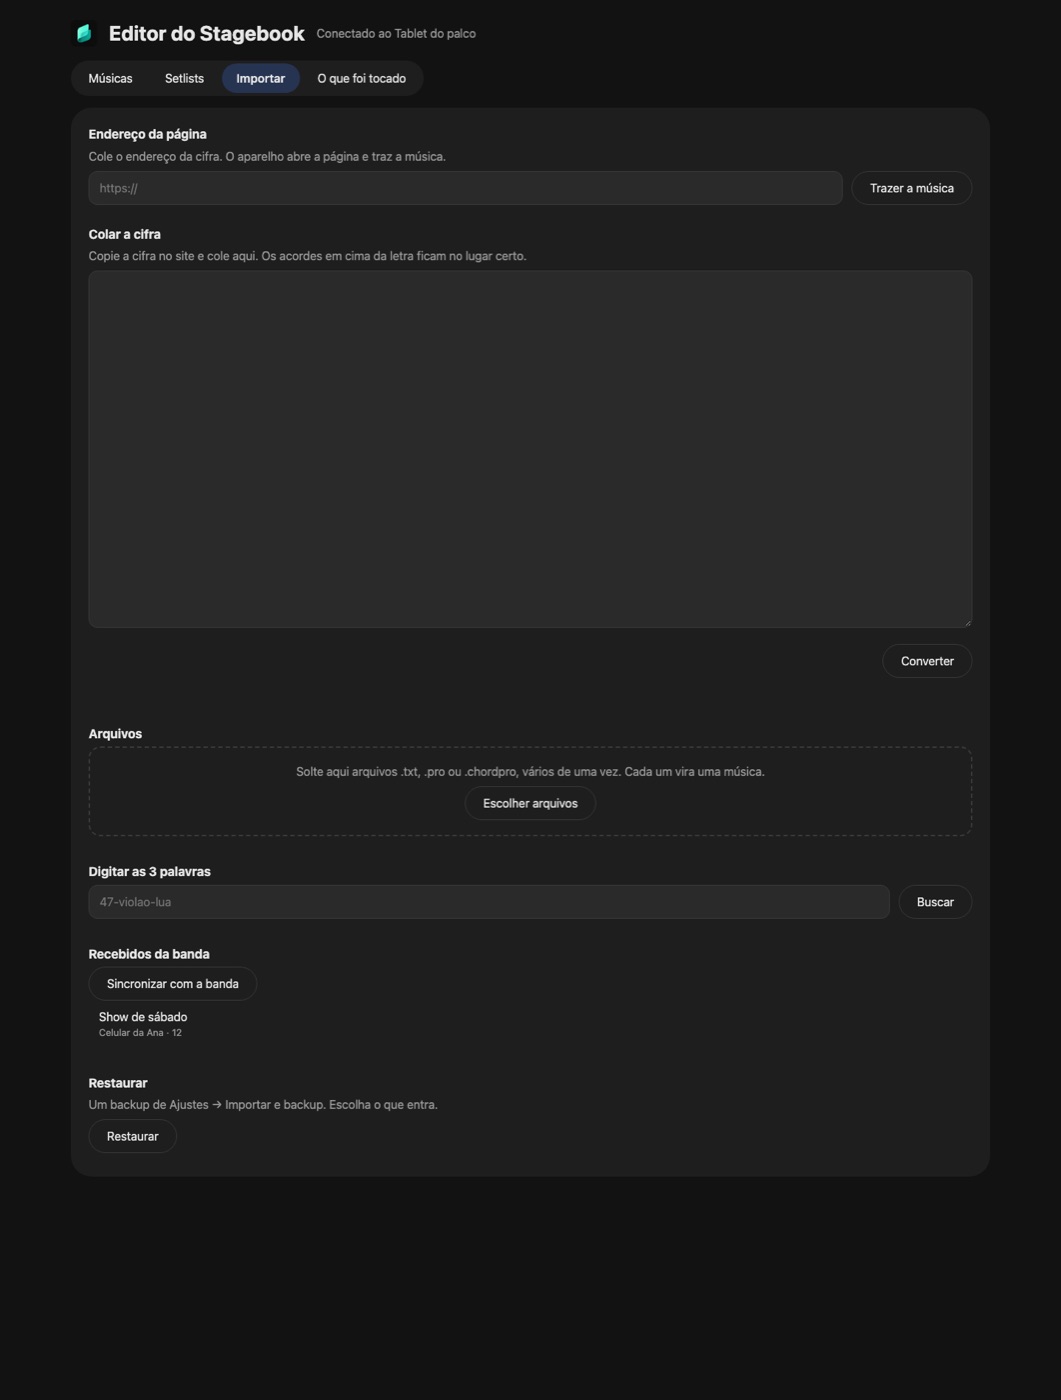 Editor do Stagebook Conectado ao Tablet do palco
Músicas Setlists Importar O que foi tocado
Endereço da página
Cole o endereço da cifra. O aparelho abre a página e traz a música.
https:// Trazer a música
Colar a cifra
Copie a cifra no site e cole aqui. Os acordes em cima da letra ficam no lugar certo.
Converter
Arquivos
Solte aqui arquivos .txt, .pro ou .chordpro, vários de uma vez. Cada um vira uma música.
Escolher arquivos
Digitar as 3 palavras
47-violao-lua Buscar
Recebidos da banda
Sincronizar com a banda
Show de sábado
Celular da Ana · 12
Restaurar
Um backup de Ajustes → Importar e backup. Escolha o que entra.
Restaurar